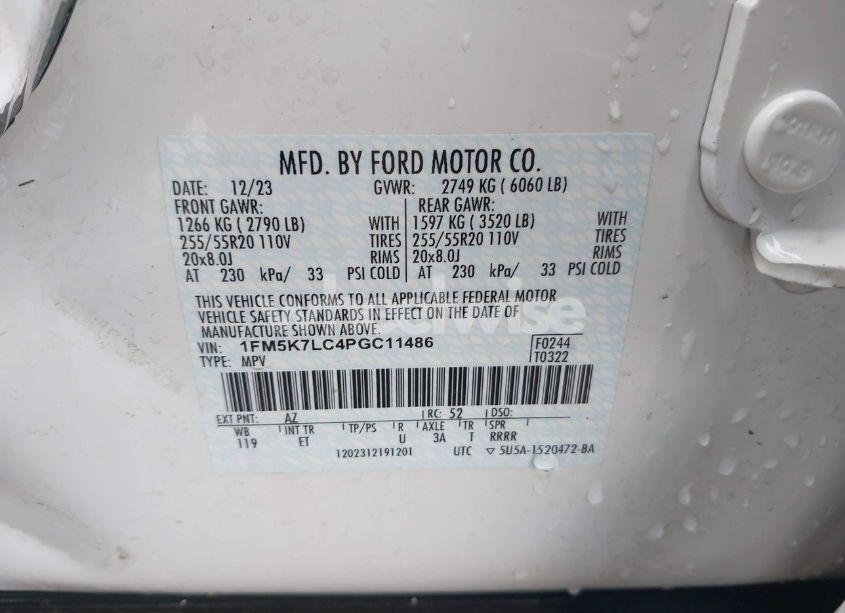 MFD. BY FORD MOTOR CO.
DATE: 12/23 GVWR: 2749 KG ( 6060 LB)
FRONT GAWR: REAR GAWR:
1266 KG ( 2790 LB) WITH 1597 KG ( 3520 LB) WITH
255/55R20 110V TIRES 255/55R20 110V TIRES
20x8.0J RIMS 20x8.0J RIMS
AT 230 kPa/ 33 PSI COLD AT 230 kPa/ 33 PSI COLD
THIS VEHICLE CONFORMS TO ALL APPLICABLE FEDERAL MOTOR
VEHICLE SAFETY STANDARDS IN EFFECT ON THE DATE OF
MANUFACTURE SHOWN ABOVE.
VIN: 1FM5K7LC4PGC11486 F0244
TYPE: MPV T0322
EXT PNT: AZ RC: 52 DSO:
WB INT TR TP/PS R AXLE TR SPR
119 ET U 3A T RRRR
1202312191201 UTC ▽ 5U5A-1520472-BA
10.9